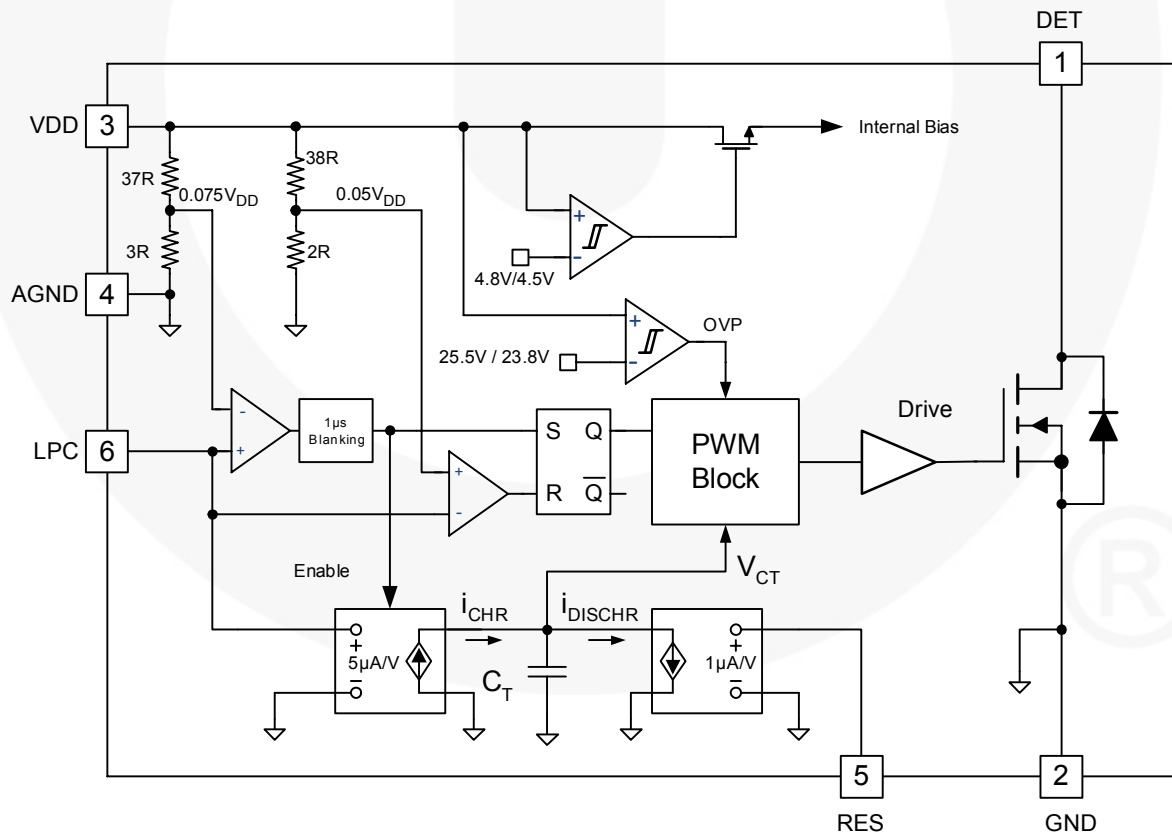 DET
1
VDD
3
Internal Bias
37R
0.075VDD
38R
0.05VDD
3R
2R
+
-
4.8V/4.5V
AGND
4
+
-
OVP
25.5V / 23.8V
LPC
6
-
+
1µs
Blanking
S Q
R Q
+
-
PWM
Block
Drive
Enable
VCT
iCHR
iDISCHR
+
5µA/V
−
CT
+
1µA/V
−
5
RES
2
GND
®